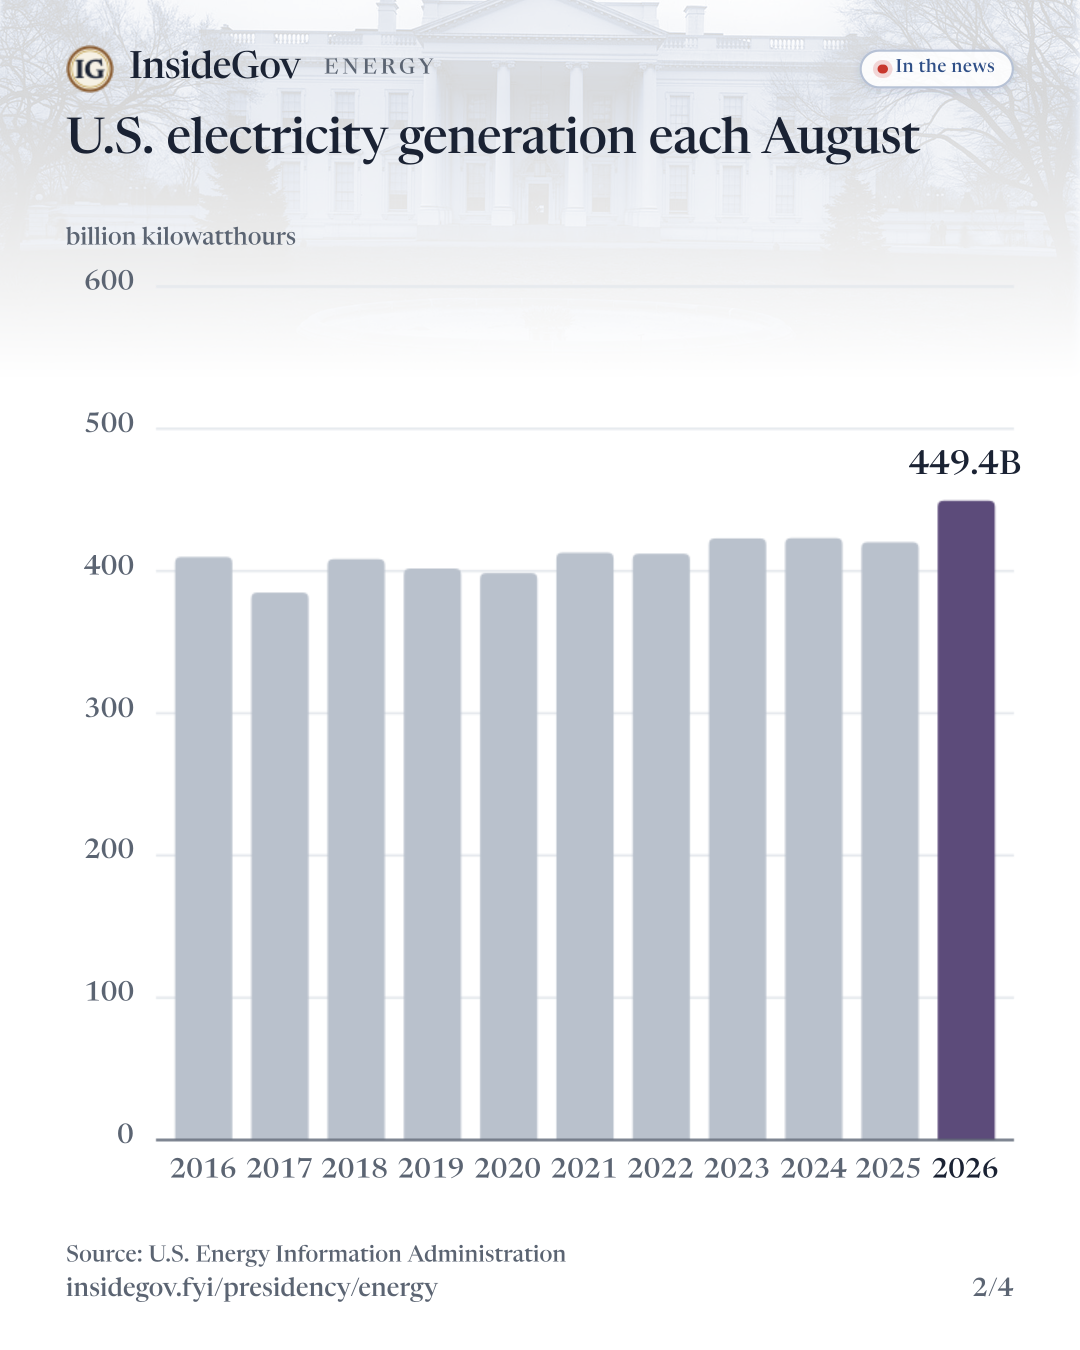 IG InsideGov ENERGY
In the news
U.S. electricity generation each August
billion kilowatthours
600
500
449.4B
400
300
200
100
0
2016 2017 2018 2019 2020 2021 2022 2023 2024 2025 2026
Source: U.S. Energy Information Administration
insidegov.fyi/presidency/energy
2/4